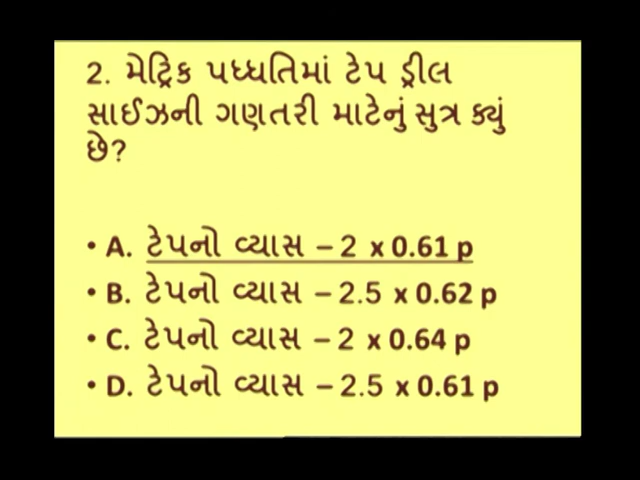 2. મેટ્રિક પધ્ધતિમાં ટેપ ડ્રીલ
સાઈઝની ગણતરી માટેનું સુત્ર ક્યું
છે?
• A. ટેપનો વ્યાસ – 2 x 0.61 p
• B. ટેપનો વ્યાસ – 2.5 x 0.62 p
• C. ટેપનો વ્યાસ – 2 x 0.64 p
• D. ટેપનો વ્યાસ – 2.5 x 0.61 p